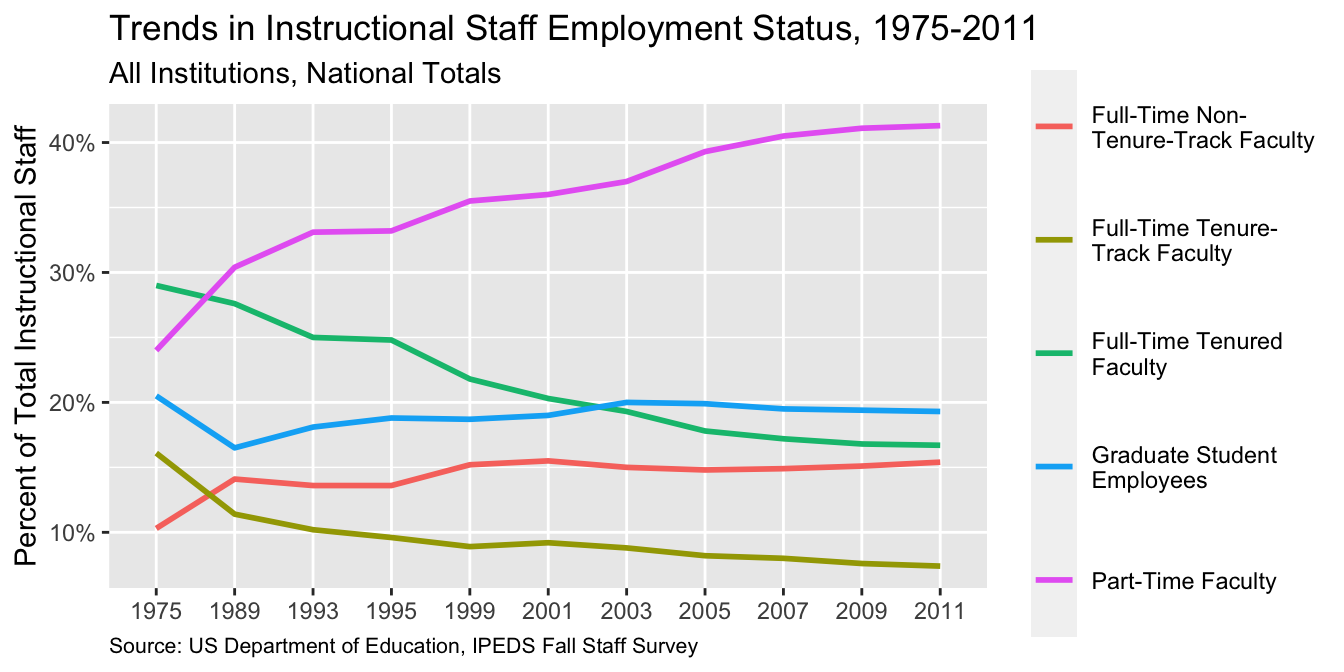 Trends in Instructional Staff Employment Status, 1975-2011
All Institutions, National Totals
Percent of Total Instructional Staff
40%
30%
20%
10%
1975 1989 1993 1995 1999 2001 2003 2005 2007 2009 2011
Source: US Department of Education, IPEDS Fall Staff Survey
Full-Time Non-
Tenure-Track Faculty
Full-Time Tenure-
Track Faculty
Full-Time Tenured
Faculty
Graduate Student
Employees
Part-Time Faculty